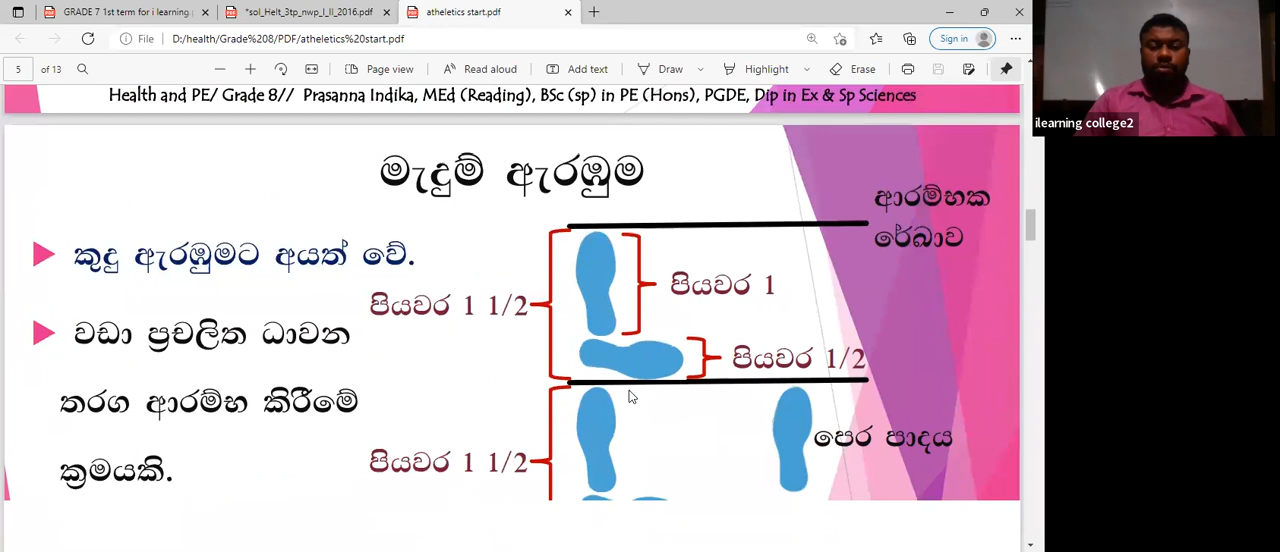 GRADE 7 1st term for i learning p
*sol_Helt_3tp_nwp_I_II_2016.pdf
atheletics start.pdf
File
D:/health/Grade%208/PDF/atheletics%20start.pdf
Sign in
5 of 13
Page view
Read aloud
Add text
Draw
Highlight
Erase
Health and PE/ Grade 8// Prasanna Indika, MEd (Reading), BSc (sp) in PE (Hons), PGDE, Dip in Ex & Sp Sciences
ilearning college2
මැදුම් ඇරඹුම
ආරම්භක
රේඛාව
කුදු ඇරඹුමට අයත් වේ.
පියවර 1 1/2
පියවර 1
වඩා ප්‍රචලිත ධාවන
පියවර 1/2
තරග ආරම්භ කිරීමේ
පෙර පාදය
ක්‍රමයකි.
පියවර 1 1/2